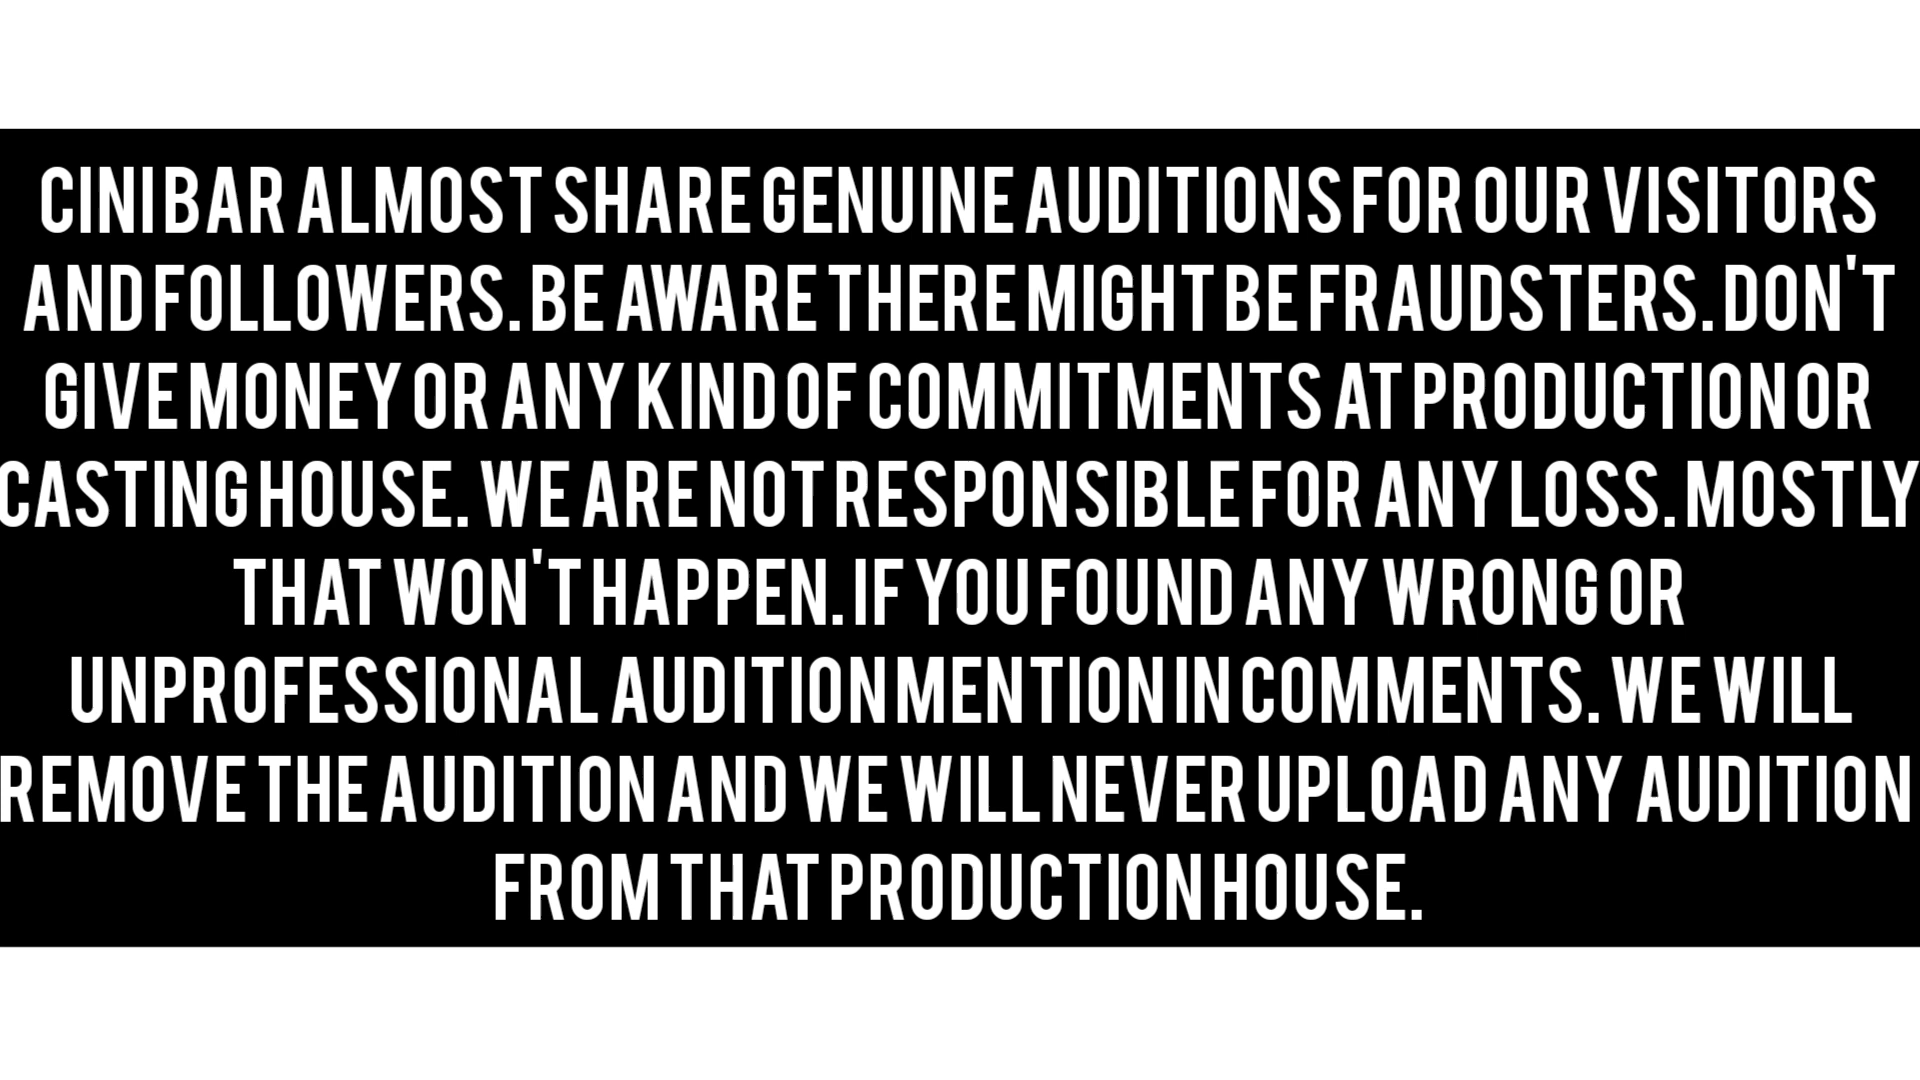 CINIBAR ALMOST SHARE GENUINE AUDITIONS FOR OUR VISITORS
AND FOLLOWERS. BE AWARE THERE MIGHT BE FRAUDSTERS. DON'T
GIVE MONEY OR ANY KIND OF COMMITMENTS AT PRODUCTION OR
CASTING HOUSE. WE ARE NOT RESPONSIBLE FOR ANY LOSS. MOSTLY
THAT WON'T HAPPEN. IF YOU FOUND ANY WRONG OR
UNPROFESSIONAL AUDITION MENTION IN COMMENTS. WE WILL
REMOVE THE AUDITION AND WE WILL NEVER UPLOAD ANY AUDITION
FROM THAT PRODUCTION HOUSE.